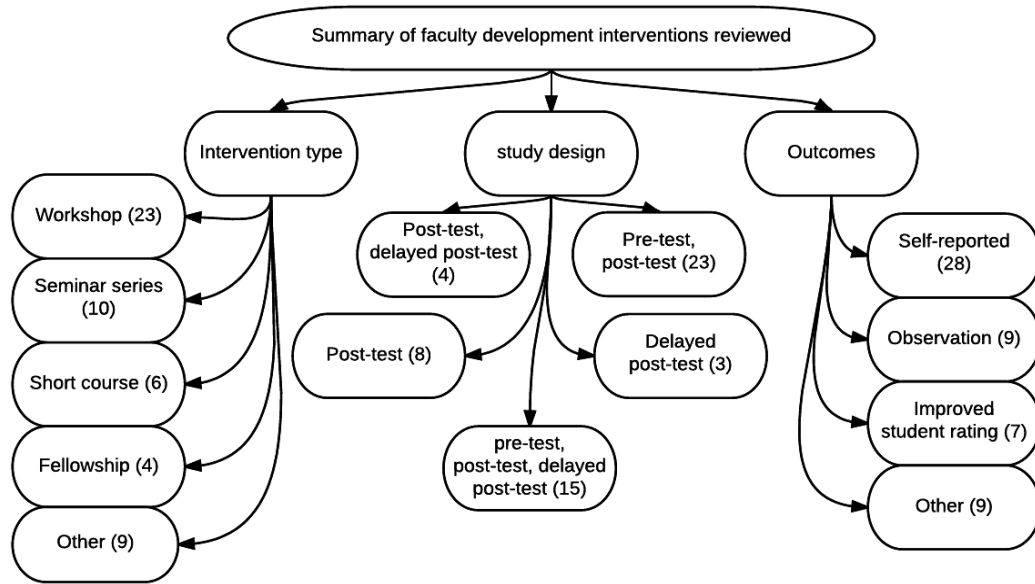 Summary of faculty development interventions reviewed
Intervention type
study design
Outcomes
Workshop (23)
Seminar series
(10)
Short course (6)
Fellowship (4)
Other (9)
Post-test,
delayed post-test
(4)
Pre-test,
post-test (23)
Post-test (8)
Delayed
post-test (3)
pre-test,
post-test, delayed
post-test (15)
Self-reported
(28)
Observation (9)
Improved
student rating (7)
Other (9)